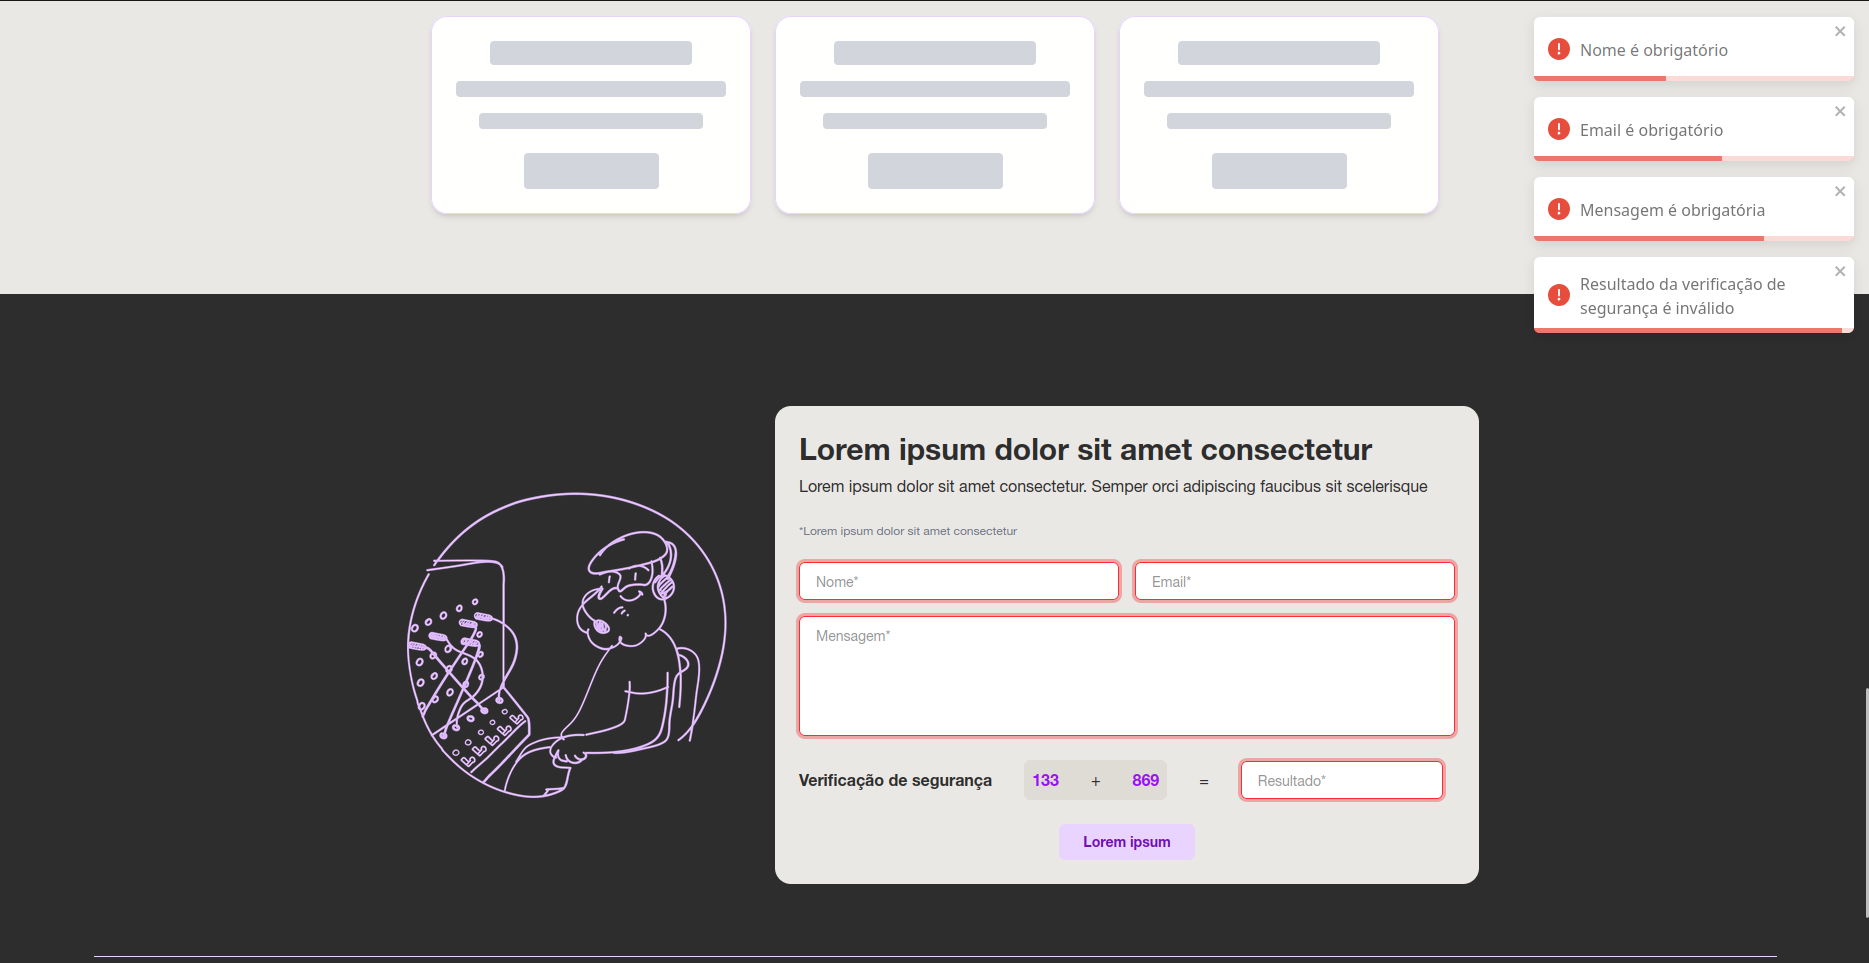 Nome é obrigatório
Email é obrigatório
Mensagem é obrigatória
Resultado da verificação de
segurança é inválido
Lorem ipsum dolor sit amet consectetur
Lorem ipsum dolor sit amet consectetur. Semper orci adipiscing faucibus sit scelerisque
*Lorem ipsum dolor sit amet consectetur
Nome* Email*
Mensagem*
Verificação de segurança 133 + 869 = Resultado*
Lorem ipsum